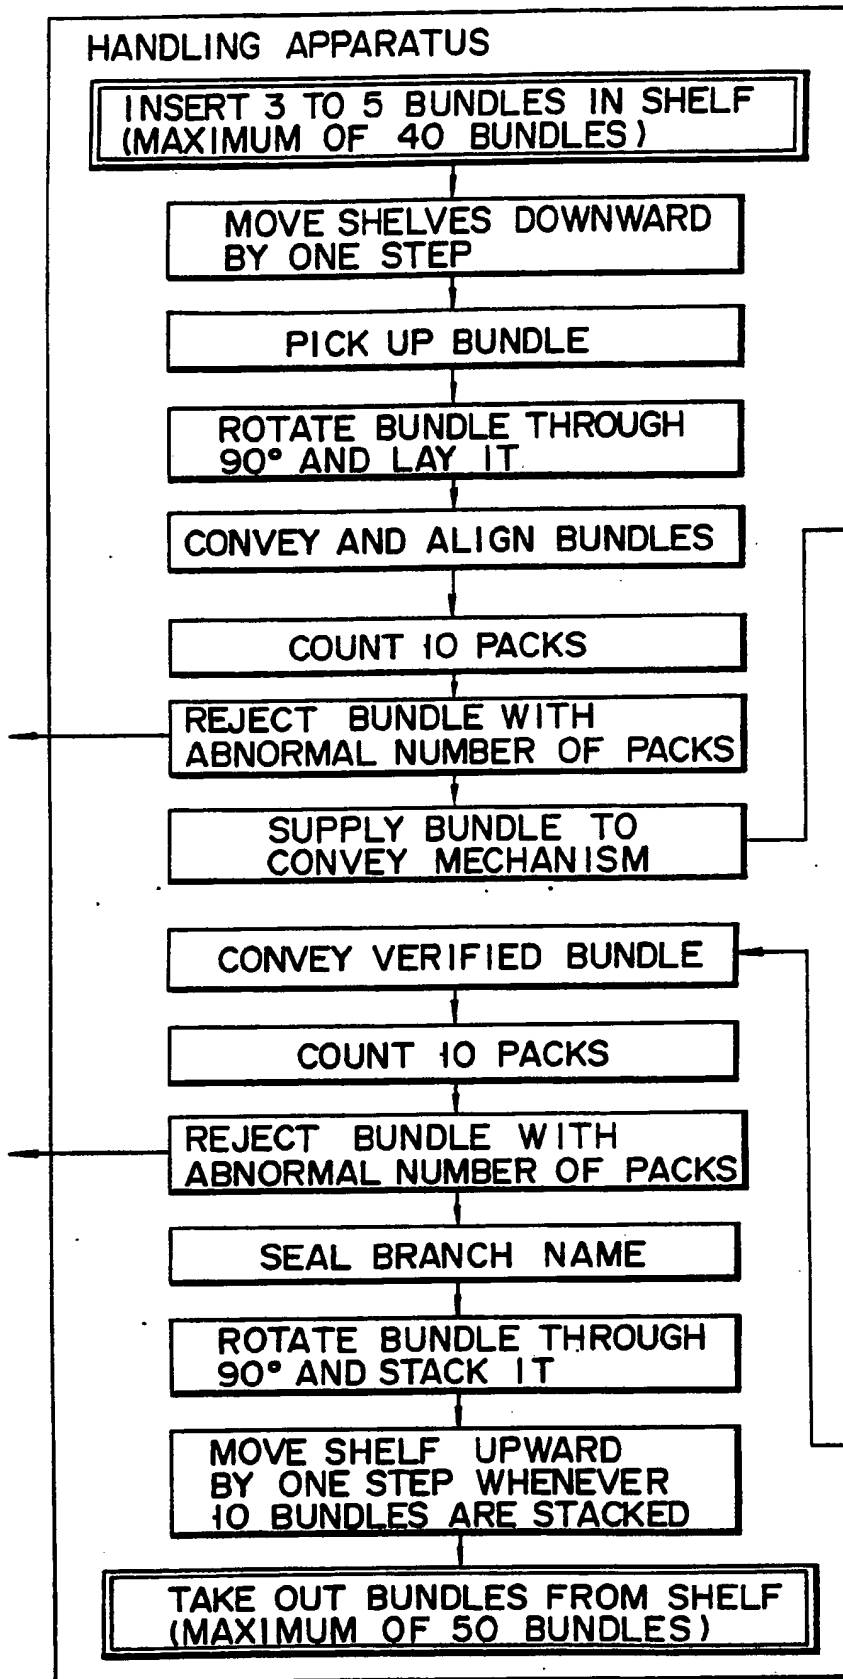 HANDLING APPARATUS
INSERT 3 TO 5 BUNDLES IN SHELF
(MAXIMUM OF 40 BUNDLES)
MOVE SHELVES DOWNWARD
BY ONE STEP
PICK UP BUNDLE
ROTATE BUNDLE THROUGH
90° AND LAY IT
CONVEY AND ALIGN BUNDLES
COUNT 10 PACKS
REJECT BUNDLE WITH
ABNORMAL NUMBER OF PACKS
SUPPLY BUNDLE TO
CONVEY MECHANISM
CONVEY VERIFIED BUNDLE
COUNT 10 PACKS
REJECT BUNDLE WITH
ABNORMAL NUMBER OF PACKS
SEAL BRANCH NAME
ROTATE BUNDLE THROUGH
90° AND STACK IT
MOVE SHELF UPWARD
BY ONE STEP WHENEVER
10 BUNDLES ARE STACKED
TAKE OUT BUNDLES FROM SHELF
(MAXIMUM OF 50 BUNDLES)